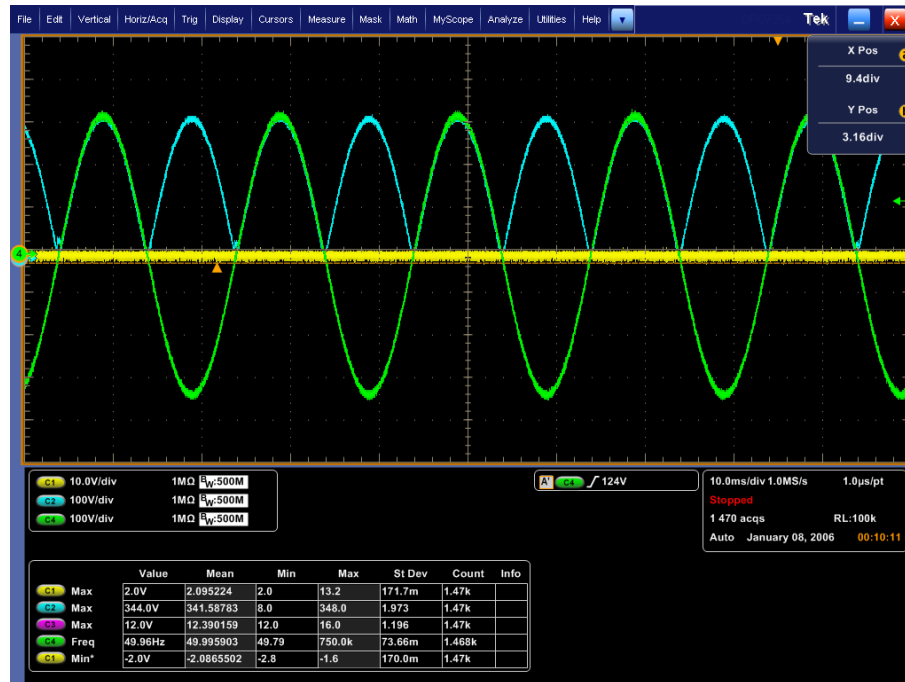 File Edit Vertical Horiz/Acq Trig Display Cursors Measure Mask Math MyScope Analyze Utilities Help Tek X
X Pos
9.4div
Y Pos
3.16div
4
C1 10.0V/div 1MΩ BW:500M
C2 100V/div 1MΩ BW:500M
C4 100V/div 1MΩ BW:500M
A' C4 124V
10.0ms/div 1.0MS/s 1.0µs/pt
Stopped
1 470 acqs RL:100k
Auto January 08, 2006 00:10:11
Value Mean Min Max St Dev Count Info
C1 Max 2.0V 2.095224 2.0 13.2 171.7m 1.47k
C2 Max 344.0V 341.58783 8.0 348.0 1.973 1.47k
C3 Max 12.0V 12.390159 12.0 16.0 1.196 1.47k
C4 Freq 49.96Hz 49.995903 49.79 750.0k 73.66m 1.468k
C1 Min* -2.0V -2.0865502 -2.8 -1.6 170.0m 1.47k